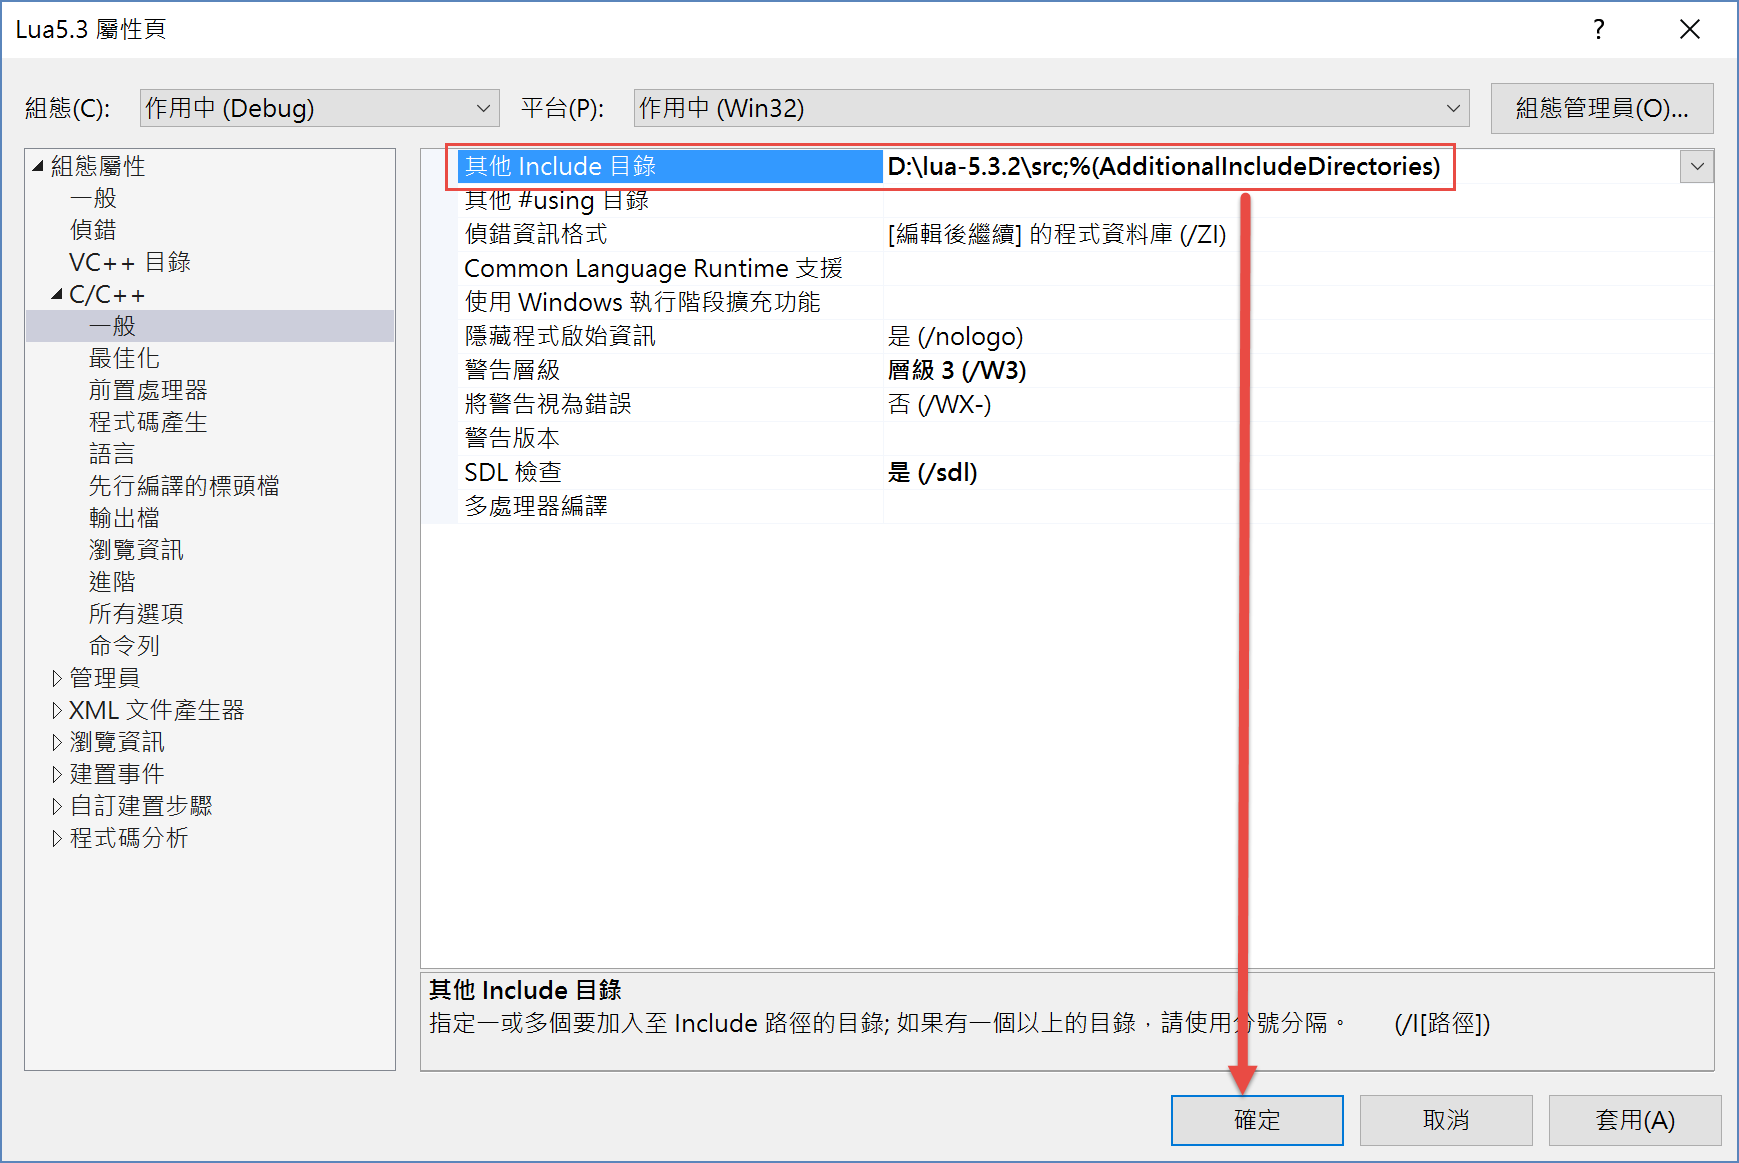 Lua5.3 屬性頁
?
組態(C):
作用中 (Debug)
平台(P):
作用中 (Win32)
組態管理員(O)...
組態屬性
一般
偵錯
VC++ 目錄
C/C++
一般
最佳化
前置處理器
程式碼產生
語言
先行編譯的標頭檔
輸出檔
瀏覽資訊
進階
所有選項
命令列
管理員
XML 文件產生器
瀏覽資訊
建置事件
自訂建置步驟
程式碼分析
其他 Include 目錄 D:\lua-5.3.2\src;%(AdditionalIncludeDirectories)
其他 #using 目錄
偵錯資訊格式 [編輯後繼續] 的程式資料庫 (/ZI)
Common Language Runtime 支援
使用 Windows 執行階段擴充功能
隱藏程式啟始資訊 是 (/nologo)
警告層級 層級 3 (/W3)
將警告視為錯誤 否 (/WX-)
警告版本
SDL 檢查 是 (/sdl)
多處理器編譯
其他 Include 目錄
指定一或多個要加入至 Include 路徑的目錄; 如果有一個以上的目錄，請使用分號分隔。 (/I[路徑])
確定
取消
套用(A)